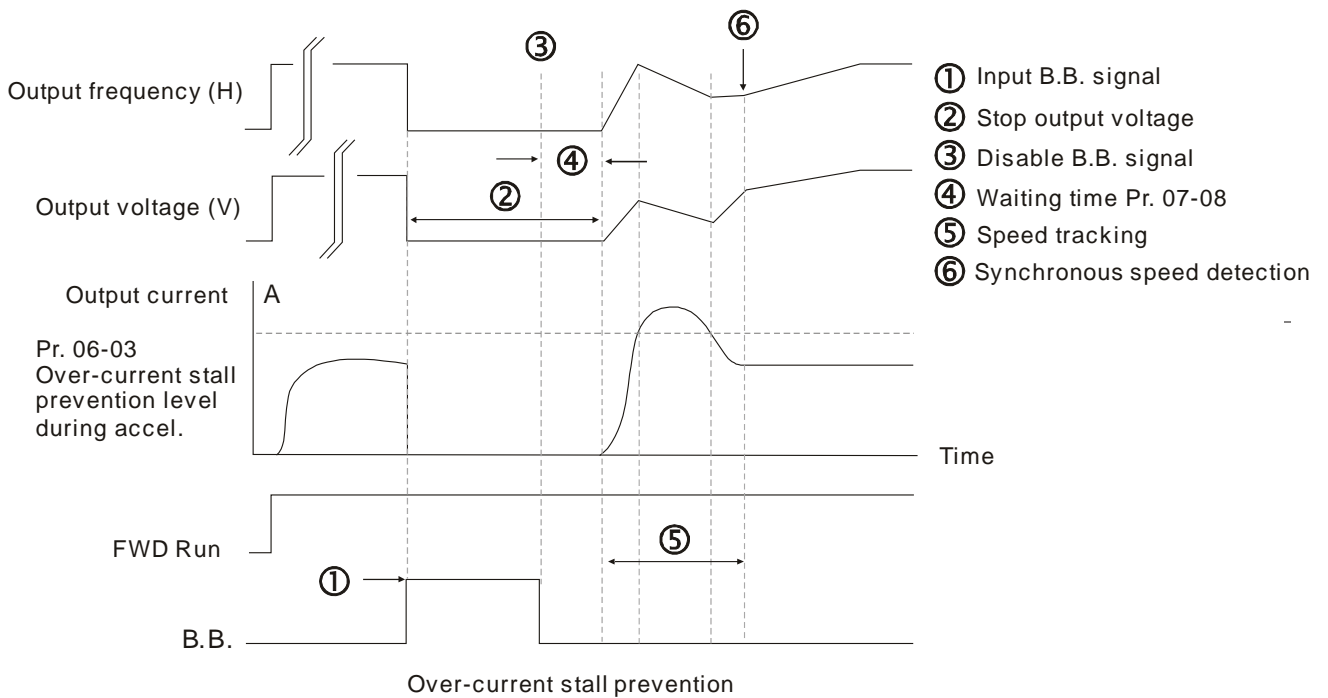 ⑥
③
Output frequency (H)
① Input B.B. signal
② Stop output voltage
③ Disable B.B. signal
④ Waiting time Pr. 07-08
⑤ Speed tracking
⑥ Synchronous speed detection
④
②
Output voltage (V)
Output current
A
Pr. 06-03
Over-current stall
prevention level
during accel.
Time
FWD Run
⑤
①
B.B.
Over-current stall prevention